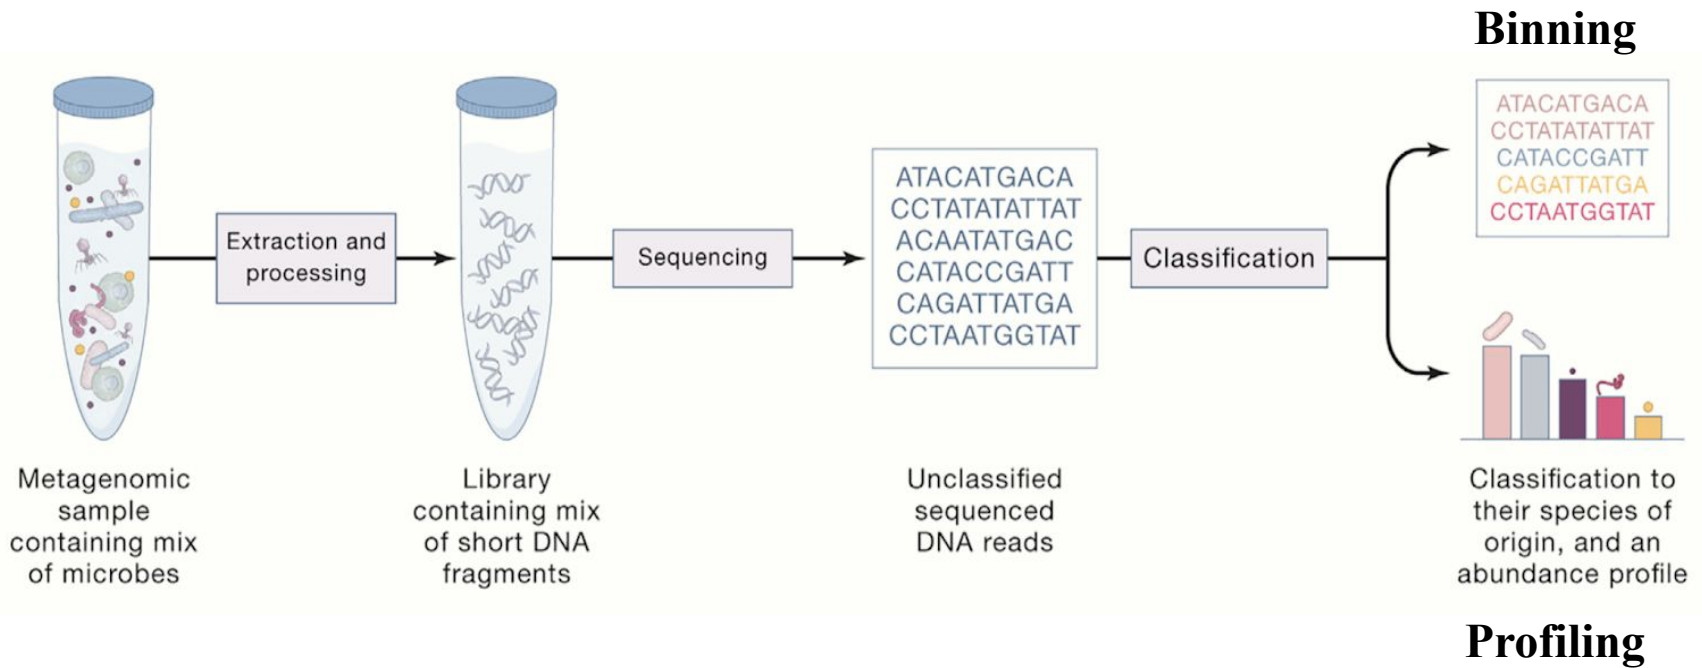 Binning
Extraction and
processing
Sequencing
ATACATGACA
CCTATATATTAT
ACAATATGAC
CATACCGATT
CAGATTATGA
CCTAATGGTAT
Classification
ATACATGACA
CCTATATATTAT
CATACCGATT
CAGATTATGA
CCTAATGGTAT
Metagenomic
sample
containing mix
of microbes
Library
containing mix
of short DNA
fragments
Unclassified
sequenced
DNA reads
Classification to
their species of
origin, and an
abundance profile
Profiling